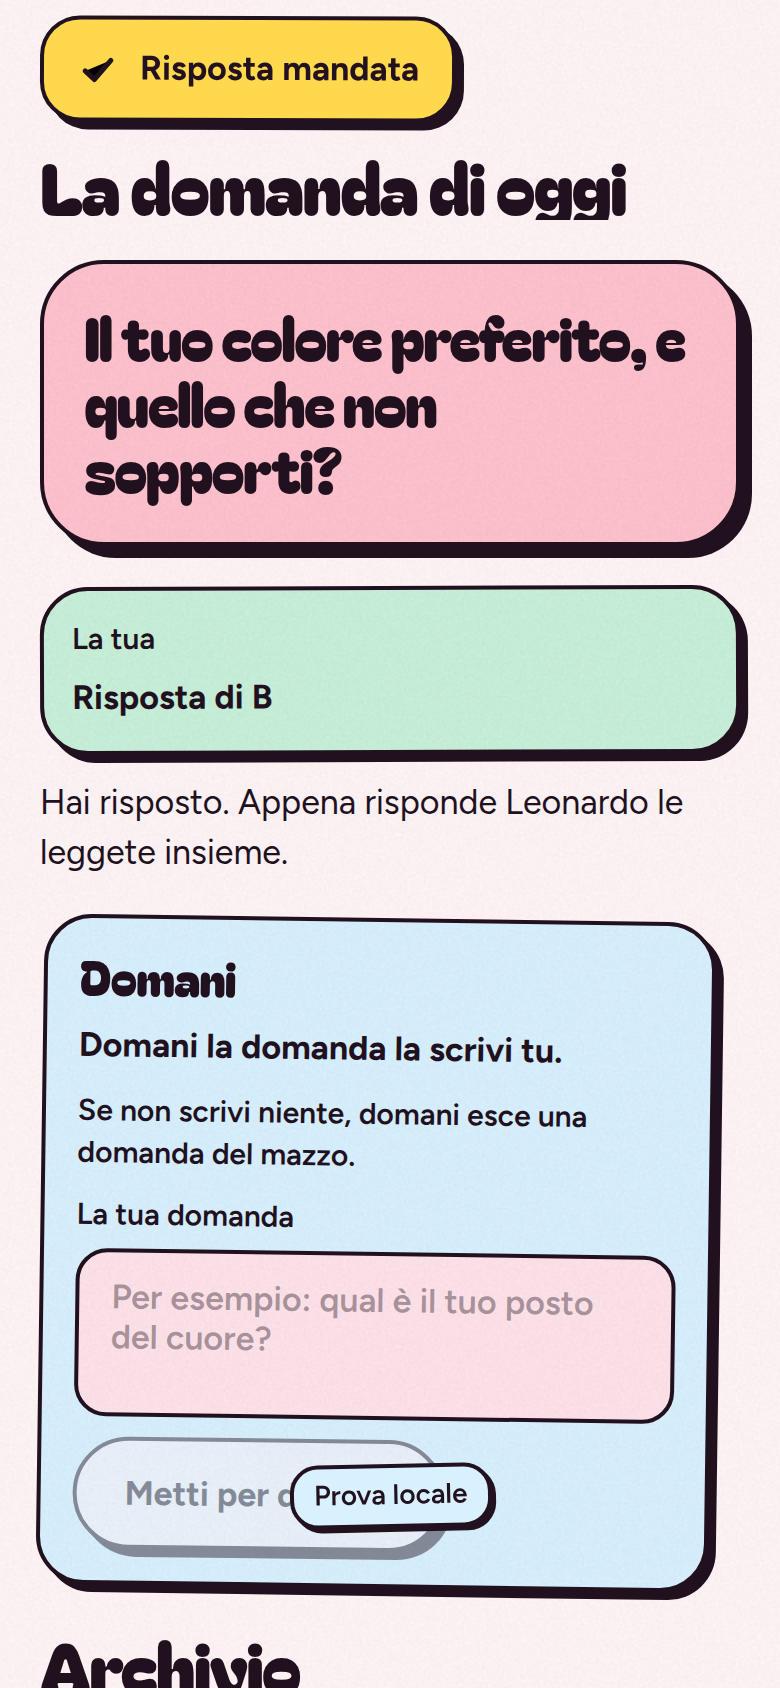 Risposta mandata
La domanda di oggi
Il tuo colore preferito, e
quello che non
sopporti?
La tua
Risposta di B
Hai risposto. Appena risponde Leonardo le
leggete insieme.
Domani
Domani la domanda la scrivi tu.
Se non scrivi niente, domani esce una
domanda del mazzo.
La tua domanda
Per esempio: qual è il tuo posto
del cuore?
Metti per
Prova locale
Archivio